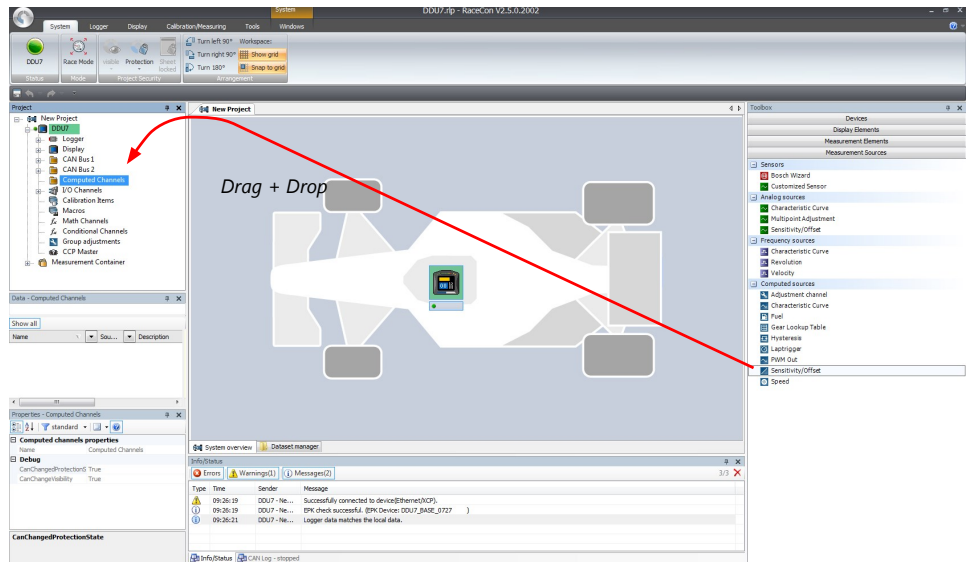 System
DDU7.rlp - RaceCon V2.5.0.2002
System Logger Display Calibration/Measuring Tools Windows
DDU7
Race Mode
visible
Protection
Sheet locked
Turn left 90°
Turn right 90°
Turn 180°
Workspace:
Show grid
Snap to grid
Status
Mode
Project Security
Arrangement
Project
New Project
DDU7
Logger
Display
CAN Bus 1
CAN Bus 2
Computed Channels
I/O Channels
Calibration Items
Macros
Math Channels
Conditional Channels
Group adjustments
CCP Master
Measurement Container
Data - Computed Channels
Show all
Name Sou... Description
Properties - Computed Channels
standard
Computed channels properties
Name Computed Channels
Debug
CanChangedProtectionS True
CanChangeVisibility True
CanChangedProtectionState
New Project
Drag + Drop
System overview Dataset manager
Info/Status
Errors Warnings(1) Messages(2)
3/3
Type Time Sender Message
09:26:19 DDU7 - Ne... Successfully connected to device(Ethernet/XCP).
09:26:19 DDU7 - Ne... EPK check successful. (EPK Device: DDU7_BASE_0727 )
09:26:21 DDU7 - Ne... Logger data matches the local data.
Info/Status CAN Log - stopped
Toolbox
Devices
Display Elements
Measurement Elements
Measurement Sources
Sensors
Bosch Wizard
Customized Sensor
Analog sources
Characteristic Curve
Multipoint Adjustment
Sensitivity/Offset
Frequency sources
Characteristic Curve
Revolution
Velocity
Computed sources
Adjustment channel
Characteristic Curve
Fuel
Gear Lookup Table
Hysteresis
Laptrigger
PWM Out
Sensitivity/Offset
Speed